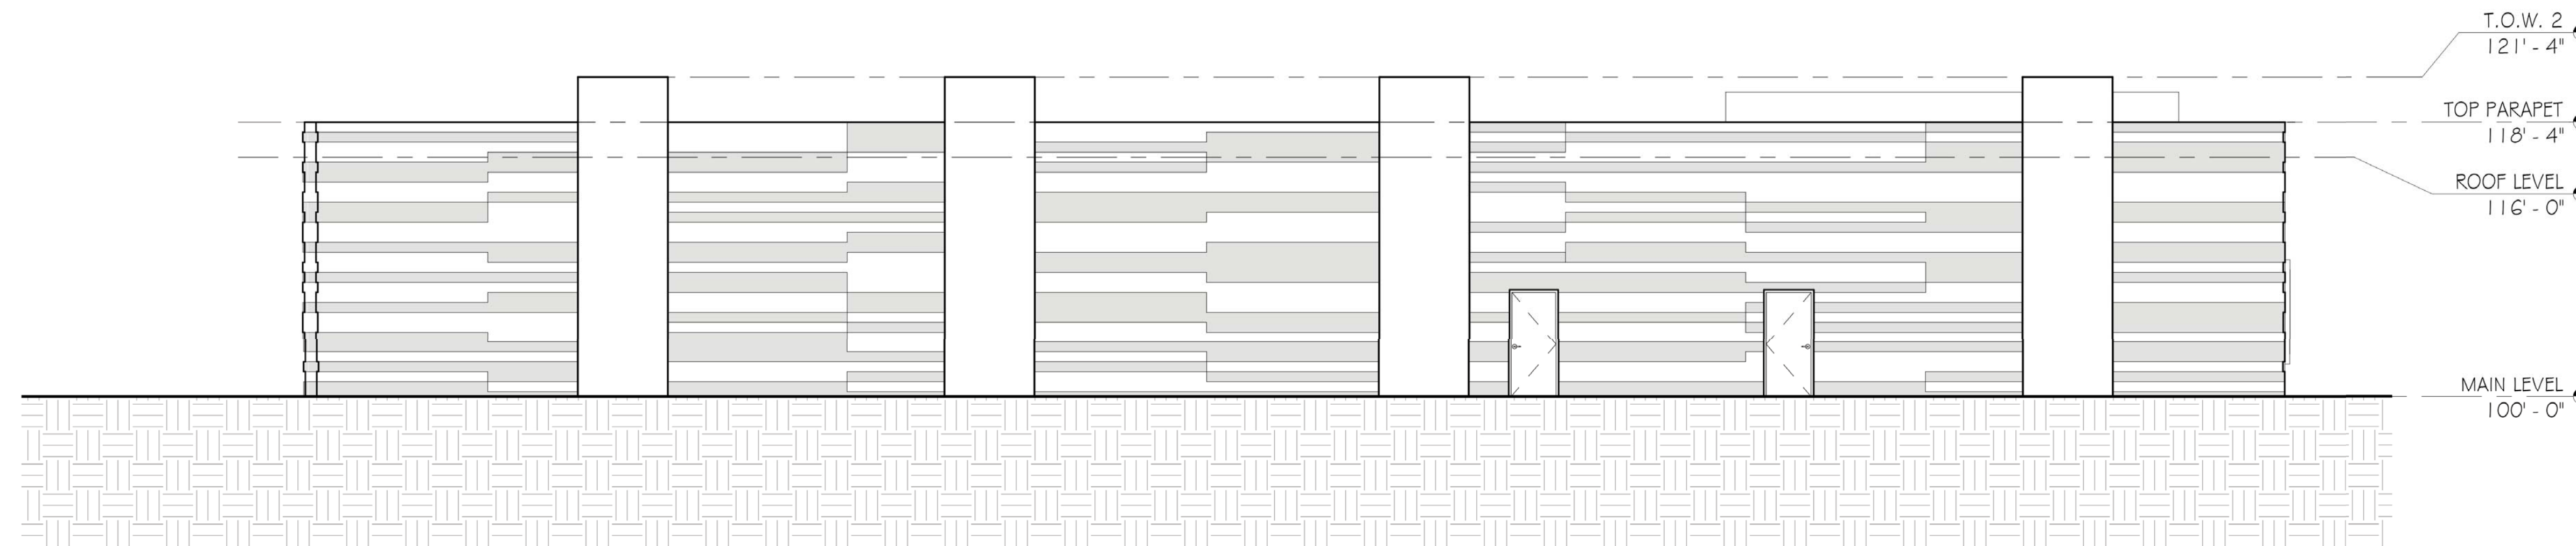 T.O.W. 2
121' - 4"
TOP PARAPET
118' - 4"
ROOF LEVEL
116' - 0"
MAIN LEVEL
100' - 0"